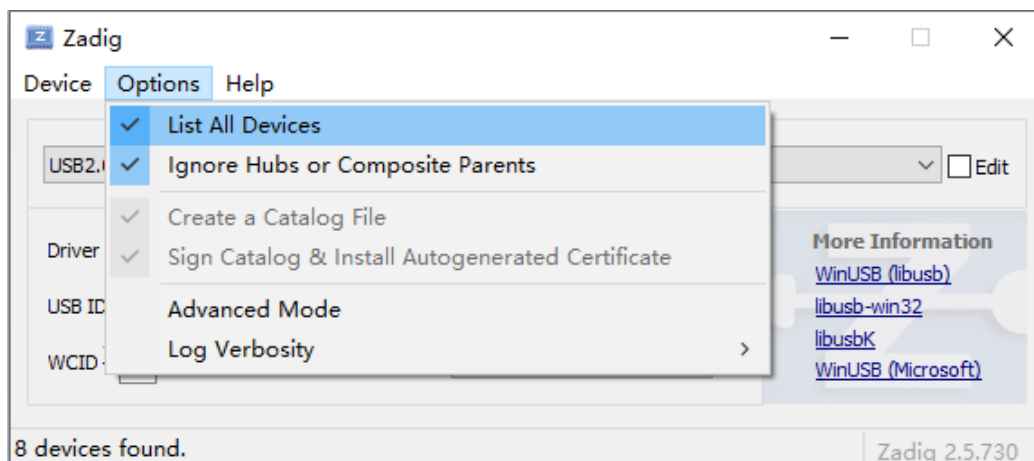 Zadig
Device Options Help
List All Devices
Ignore Hubs or Composite Parents
Create a Catalog File
Sign Catalog & Install Autogenerated Certificate
Advanced Mode
Log Verbosity
Edit
Driver
USB ID
WCID
More Information
WinUSB (libusb)
libusb-win32
libusbK
WinUSB (Microsoft)
8 devices found.
Zadig 2.5.730